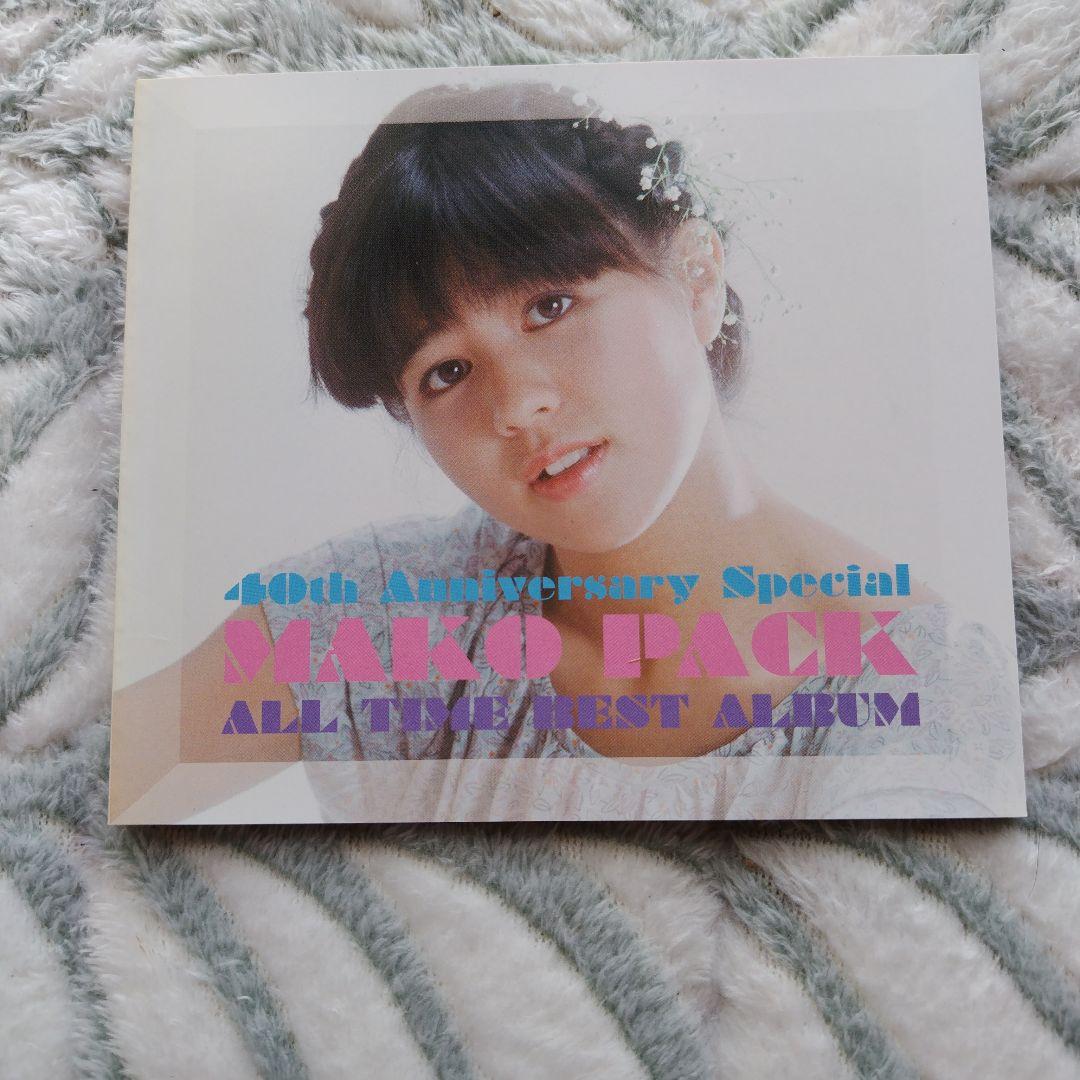 40th Anniversary Special
MAKO PACK
ALL TIME BEST ALBUM